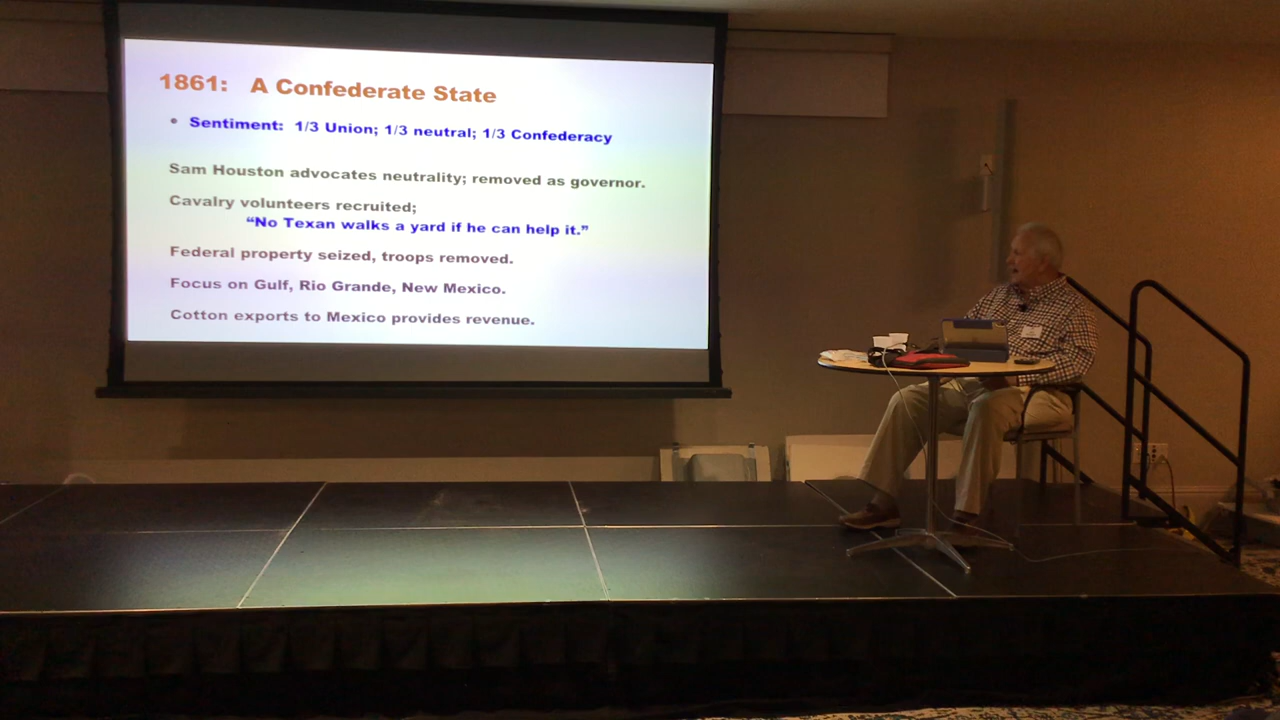 1861: A Confederate State
• Sentiment: 1/3 Union; 1/3 neutral; 1/3 Confederacy
Sam Houston advocates neutrality; removed as governor.
Cavalry volunteers recruited;
“No Texan walks a yard if he can help it.”
Federal property seized, troops removed.
Focus on Gulf, Rio Grande, New Mexico.
Cotton exports to Mexico provides revenue.